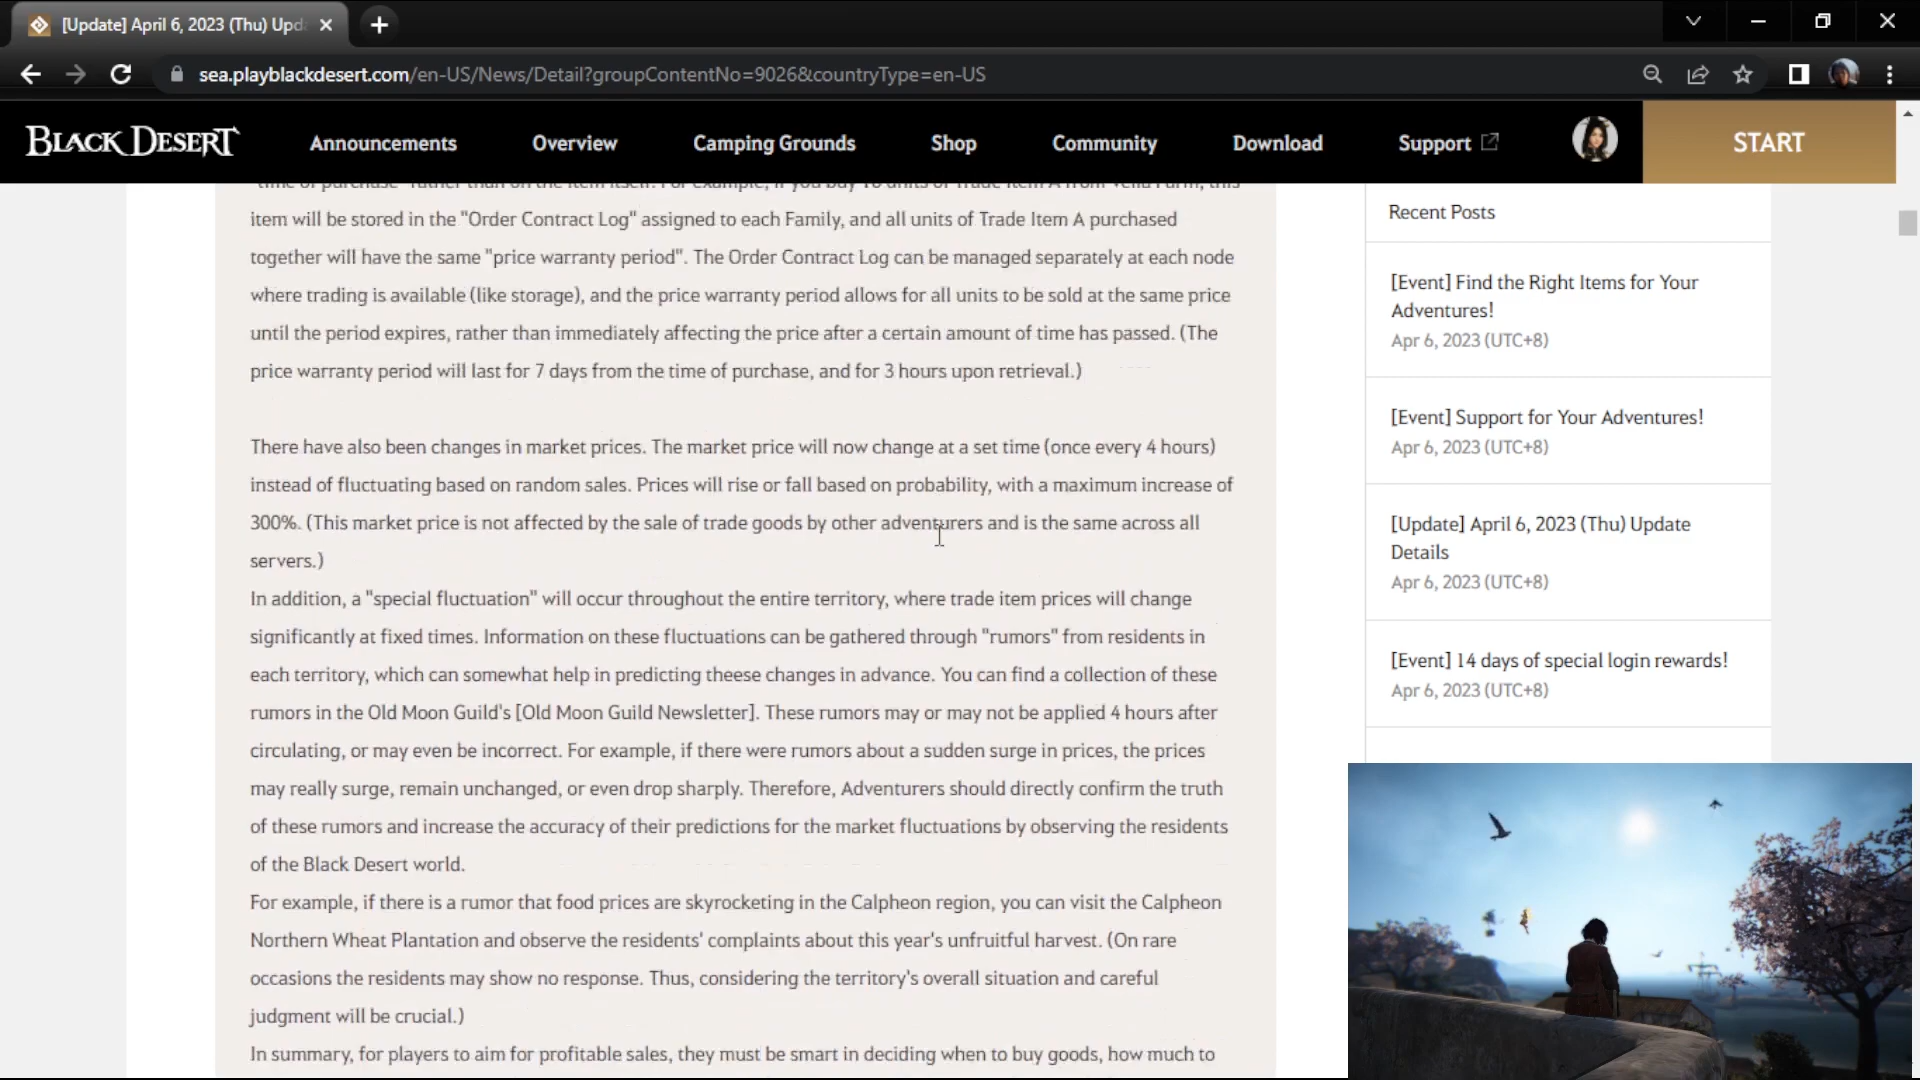 [Update] April 6, 2023 (Thu) Upd
sea.playblackdesert.com/en-US/News/Detail?groupContentNo=9026&countryType=en-US
BLACK DESERT
Announcements
Overview
Camping Grounds
Shop
Community
Download
Support
START
"time of purchase" rather than on the item itself. For example, if you buy 10 units of Trade Item A from Velia Farm, this
item will be stored in the "Order Contract Log" assigned to each Family, and all units of Trade Item A purchased
together will have the same "price warranty period". The Order Contract Log can be managed separately at each node
where trading is available (like storage), and the price warranty period allows for all units to be sold at the same price
until the period expires, rather than immediately affecting the price after a certain amount of time has passed. (The
price warranty period will last for 7 days from the time of purchase, and for 3 hours upon retrieval.)
There have also been changes in market prices. The market price will now change at a set time (once every 4 hours)
instead of fluctuating based on random sales. Prices will rise or fall based on probability, with a maximum increase of
300%. (This market price is not affected by the sale of trade goods by other adventurers and is the same across all
servers.)
In addition, a "special fluctuation" will occur throughout the entire territory, where trade item prices will change
significantly at fixed times. Information on these fluctuations can be gathered through "rumors" from residents in
each territory, which can somewhat help in predicting theese changes in advance. You can find a collection of these
rumors in the Old Moon Guild's [Old Moon Guild Newsletter]. These rumors may or may not be applied 4 hours after
circulating, or may even be incorrect. For example, if there were rumors about a sudden surge in prices, the prices
may really surge, remain unchanged, or even drop sharply. Therefore, Adventurers should directly confirm the truth
of these rumors and increase the accuracy of their predictions for the market fluctuations by observing the residents
of the Black Desert world.
For example, if there is a rumor that food prices are skyrocketing in the Calpheon region, you can visit the Calpheon
Northern Wheat Plantation and observe the residents' complaints about this year's unfruitful harvest. (On rare
occasions the residents may show no response. Thus, considering the territory's overall situation and careful
judgment will be crucial.)
In summary, for players to aim for profitable sales, they must be smart in deciding when to buy goods, how much to
Recent Posts
[Event] Find the Right Items for Your
Adventures!
Apr 6, 2023 (UTC+8)
[Event] Support for Your Adventures!
Apr 6, 2023 (UTC+8)
[Update] April 6, 2023 (Thu) Update
Details
Apr 6, 2023 (UTC+8)
[Event] 14 days of special login rewards!
Apr 6, 2023 (UTC+8)